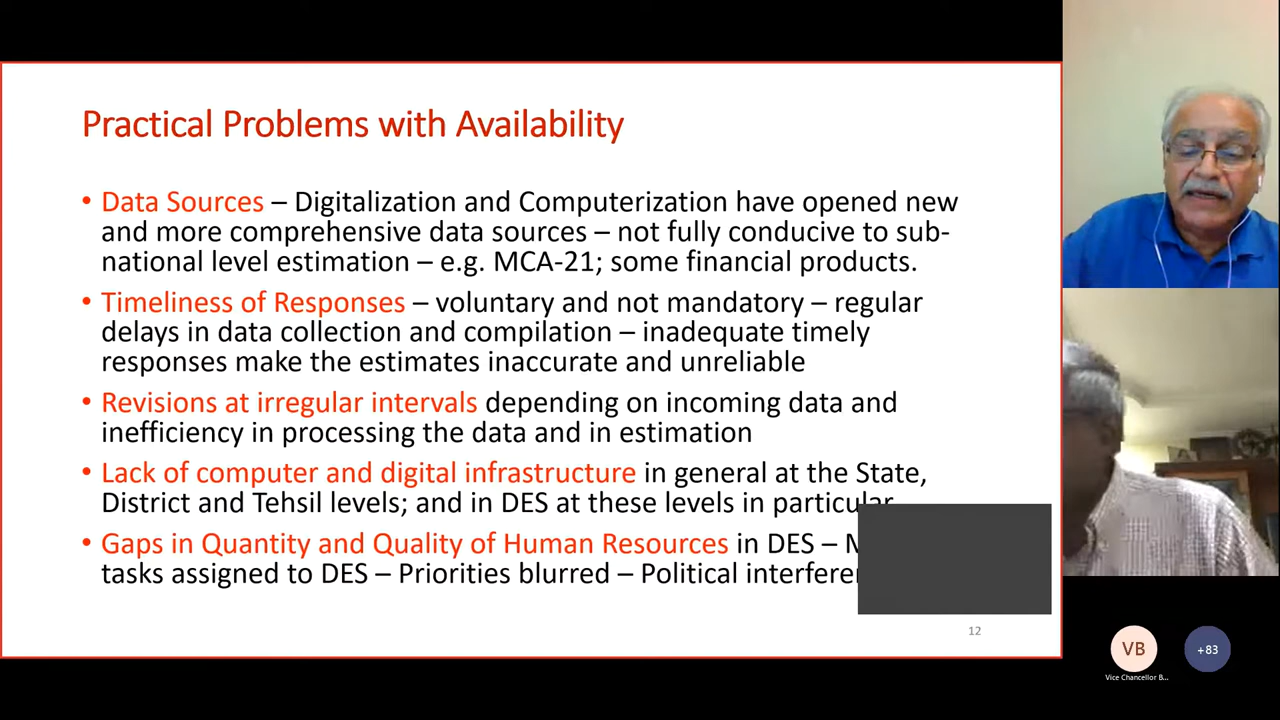 Practical Problems with Availability
• Data Sources – Digitalization and Computerization have opened new
and more comprehensive data sources – not fully conducive to sub-
national level estimation – e.g. MCA-21; some financial products.
• Timeliness of Responses – voluntary and not mandatory – regular
delays in data collection and compilation – inadequate timely
responses make the estimates inaccurate and unreliable
• Revisions at irregular intervals depending on incoming data and
inefficiency in processing the data and in estimation
• Lack of computer and digital infrastructure in general at the State,
District and Tehsil levels; and in DES at these levels in particular
• Gaps in Quantity and Quality of Human Resources in DES –
tasks assigned to DES – Priorities blurred – Political
12
VB
+83
Vice Chancellor B...